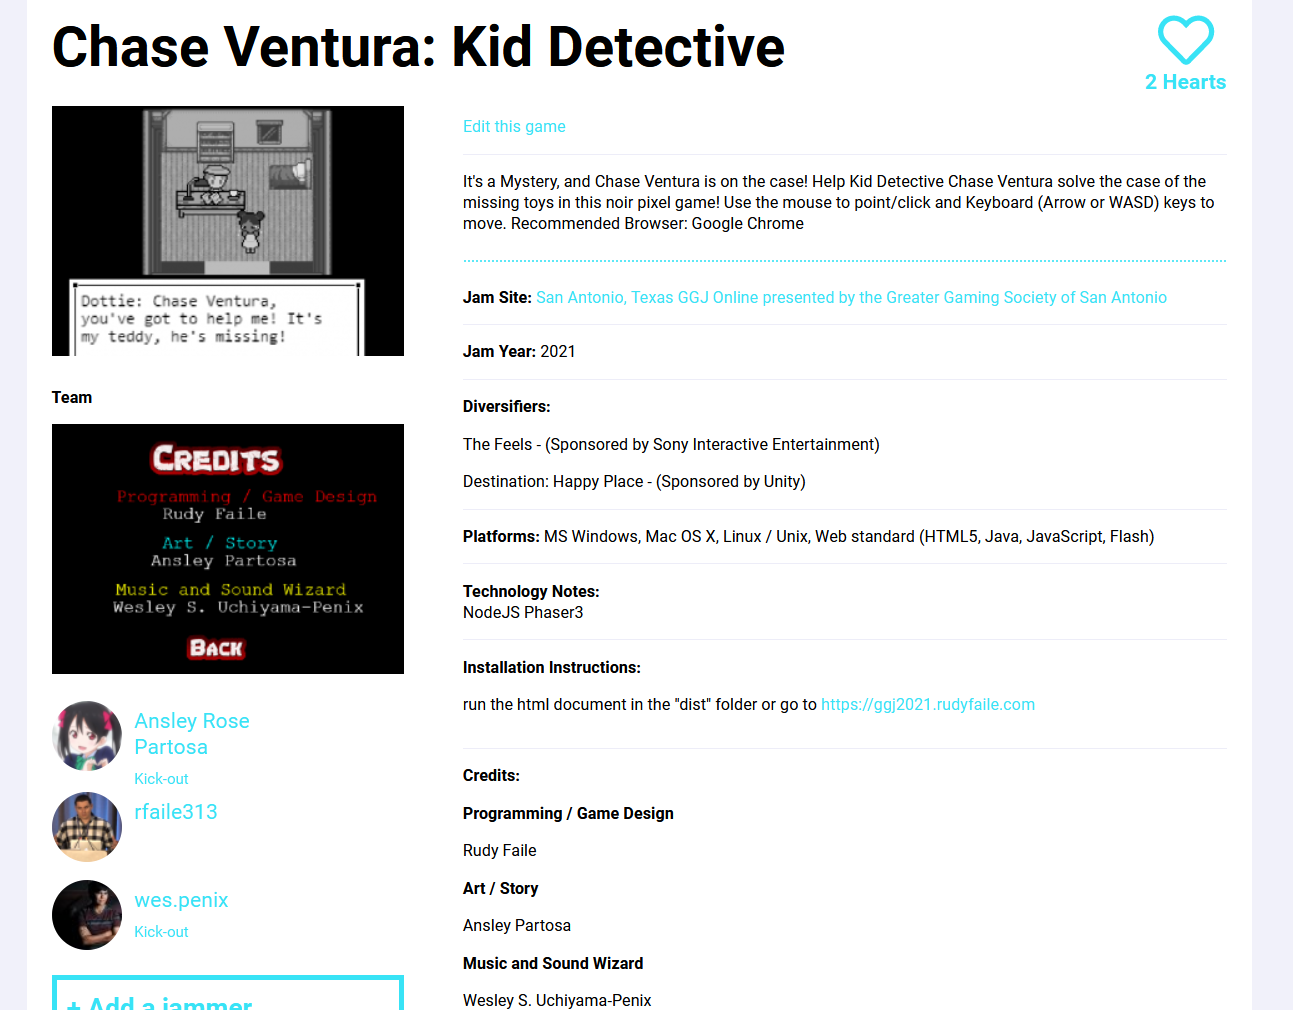 Chase Ventura: Kid Detective
2 Hearts
Dottie: Chase Ventura,
you've got to help me! It's
my teddy, he's missing!
Team
CREDITS
Programming / Game Design
Rudy Faile
Art / Story
Ansley Partosa
Music and Sound Wizard
Wesley S. Uchiyama-Penix
BACK
Ansley Rose
Partosa
Kick-out
rfaile313
wes.penix
Kick-out
+ Add a jammer
Edit this game
It's a Mystery, and Chase Ventura is on the case! Help Kid Detective Chase Ventura solve the case of the
missing toys in this noir pixel game! Use the mouse to point/click and Keyboard (Arrow or WASD) keys to
move. Recommended Browser: Google Chrome
Jam Site: San Antonio, Texas GGJ Online presented by the Greater Gaming Society of San Antonio
Jam Year: 2021
Diversifiers:
The Feels - (Sponsored by Sony Interactive Entertainment)
Destination: Happy Place - (Sponsored by Unity)
Platforms: MS Windows, Mac OS X, Linux / Unix, Web standard (HTML5, Java, JavaScript, Flash)
Technology Notes:
NodeJS Phaser3
Installation Instructions:
run the html document in the "dist" folder or go to https://ggj2021.rudyfaile.com
Credits:
Programming / Game Design
Rudy Faile
Art / Story
Ansley Partosa
Music and Sound Wizard
Wesley S. Uchiyama-Penix